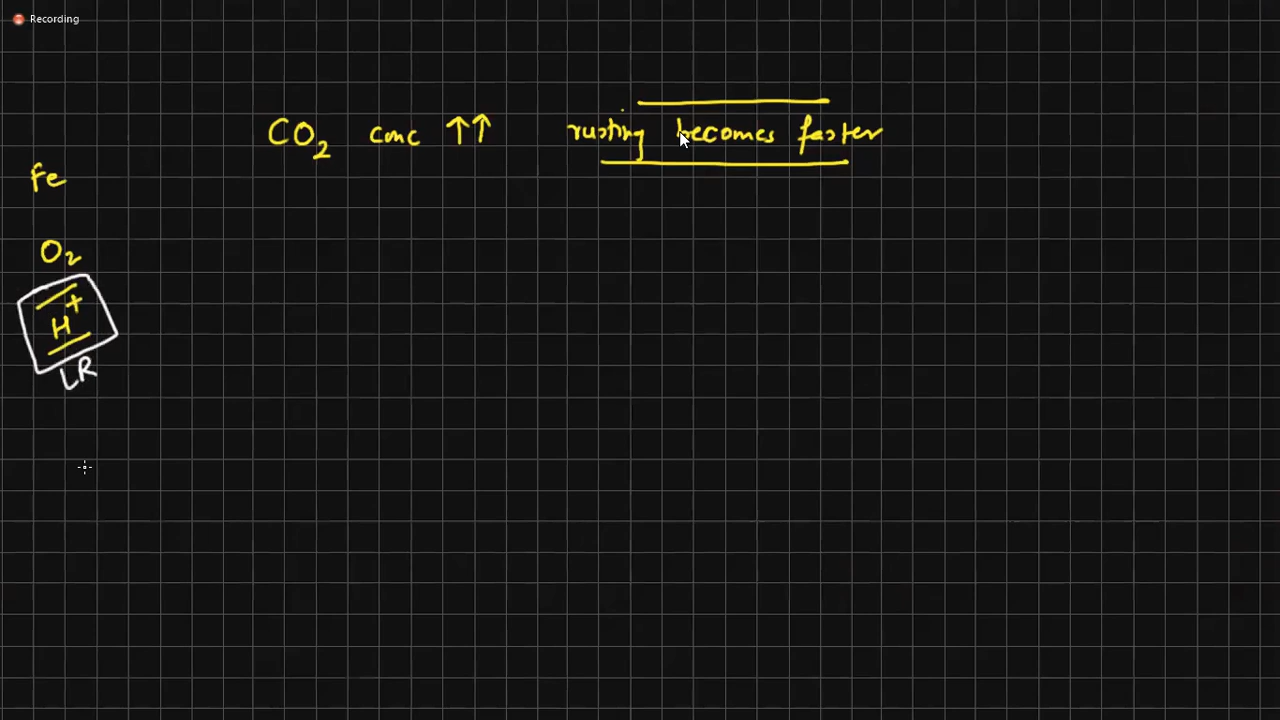 Recording
CO₂ conc ↑↑ rusting becomes faster
Fe
O₂
H⁺
LR